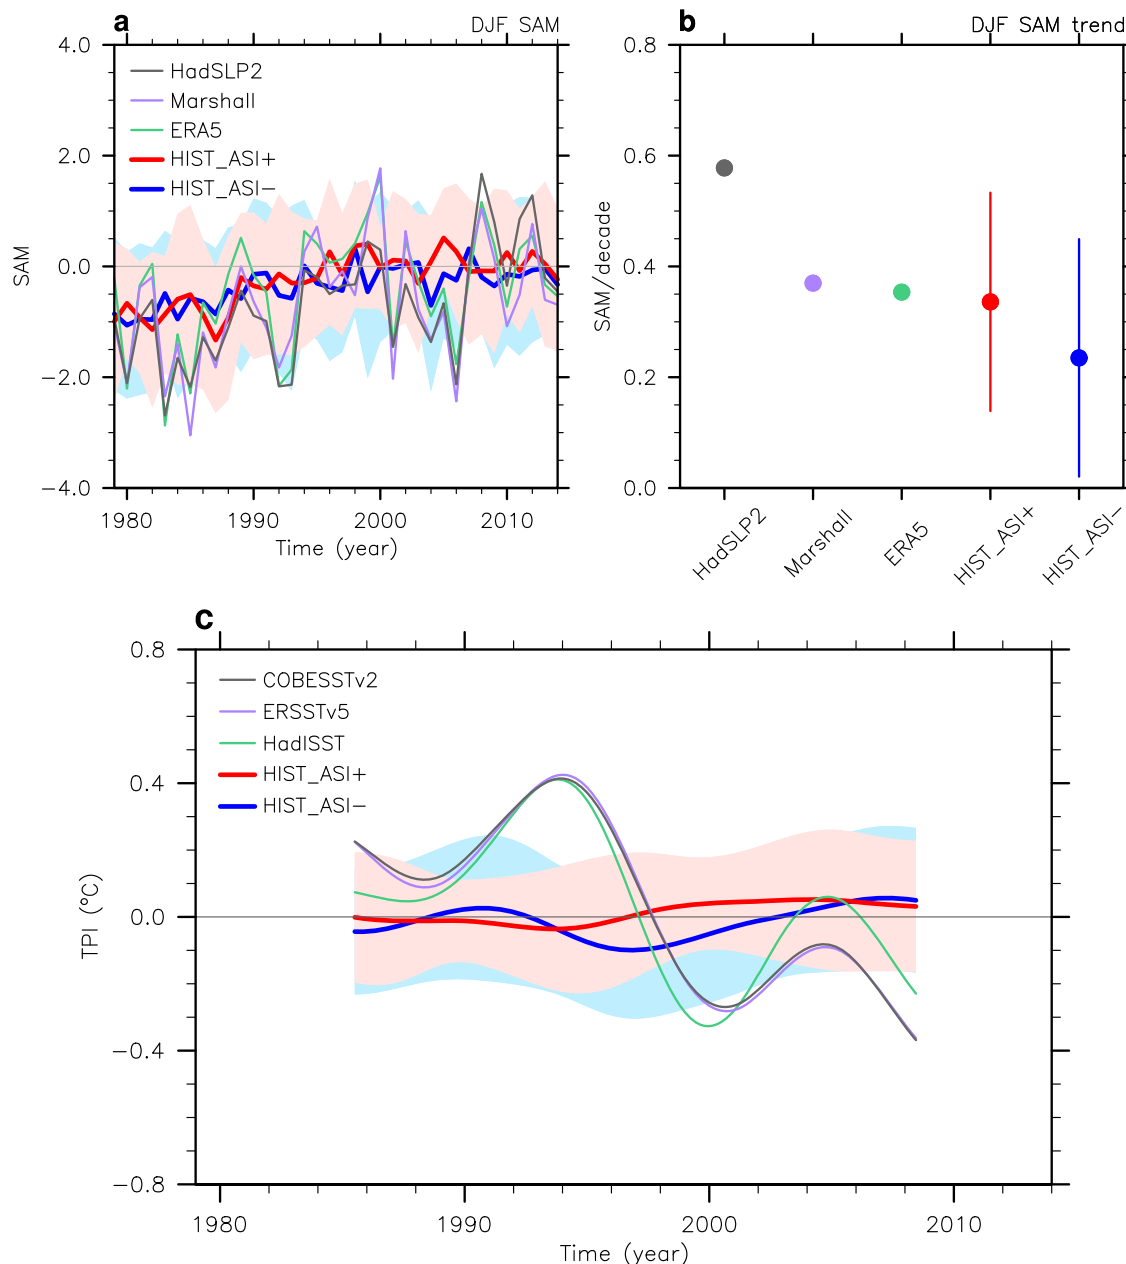 a
DJF SAM
4.0
2.0
0.0
−2.0
−4.0
SAM
HadSLP2
Marshall
ERA5
HIST_ASI+
HIST_ASI−
1980
1990
2000
2010
Time (year)
b
DJF SAM trend
0.8
0.6
0.4
0.2
0.0
SAM/decade
HadSLP2
Marshall
ERA5
HIST_ASI+
HIST_ASI−
c
0.8
0.4
0.0
−0.4
−0.8
TPI (°C)
COBESSTv2
ERSSTv5
HadISST
HIST_ASI+
HIST_ASI−
1980
1990
2000
2010
Time (year)